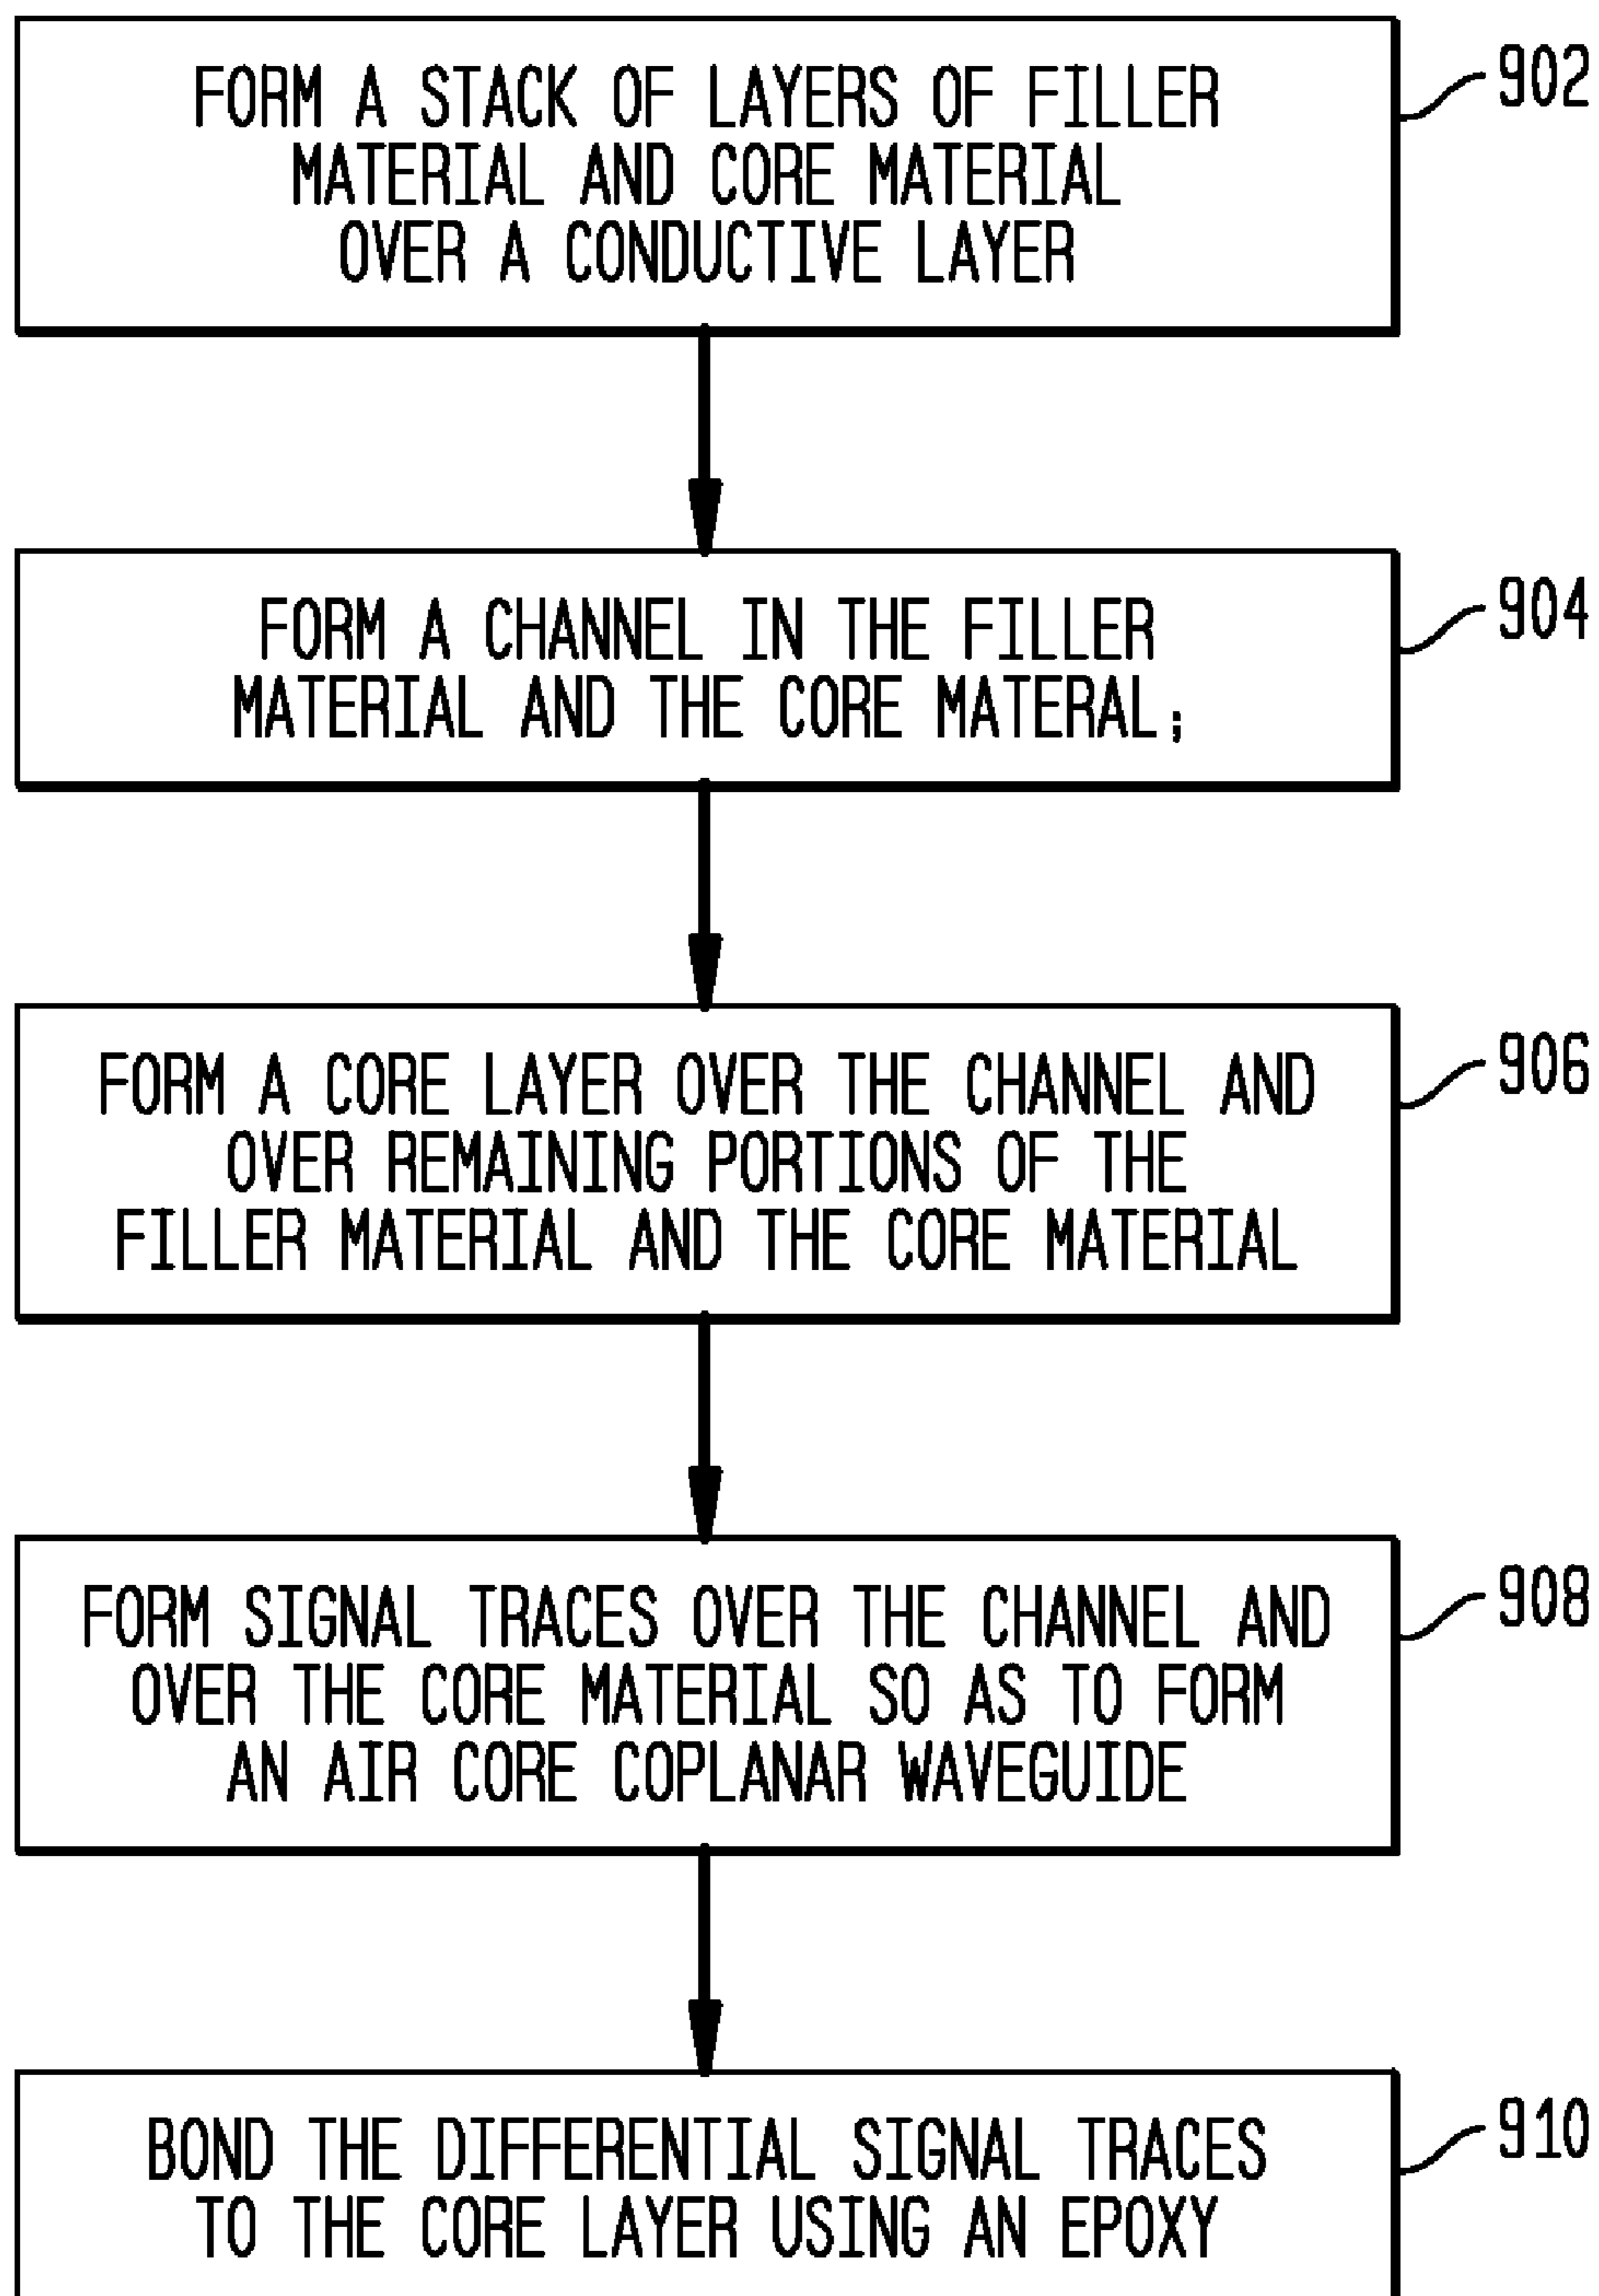 FORM A STACK OF LAYERS OF FILLER
MATERIAL AND CORE MATERIAL
OVER A CONDUCTIVE LAYER
902
FORM A CHANNEL IN THE FILLER
MATERIAL AND THE CORE MATERAL;
904
FORM A CORE LAYER OVER THE CHANNEL AND
OVER REMAINING PORTIONS OF THE
FILLER MATERIAL AND THE CORE MATERIAL
906
FORM SIGNAL TRACES OVER THE CHANNEL AND
OVER THE CORE MATERIAL SO AS TO FORM
AN AIR CORE COPLANAR WAVEGUIDE
908
BOND THE DIFFERENTIAL SIGNAL TRACES
TO THE CORE LAYER USING AN EPOXY
910